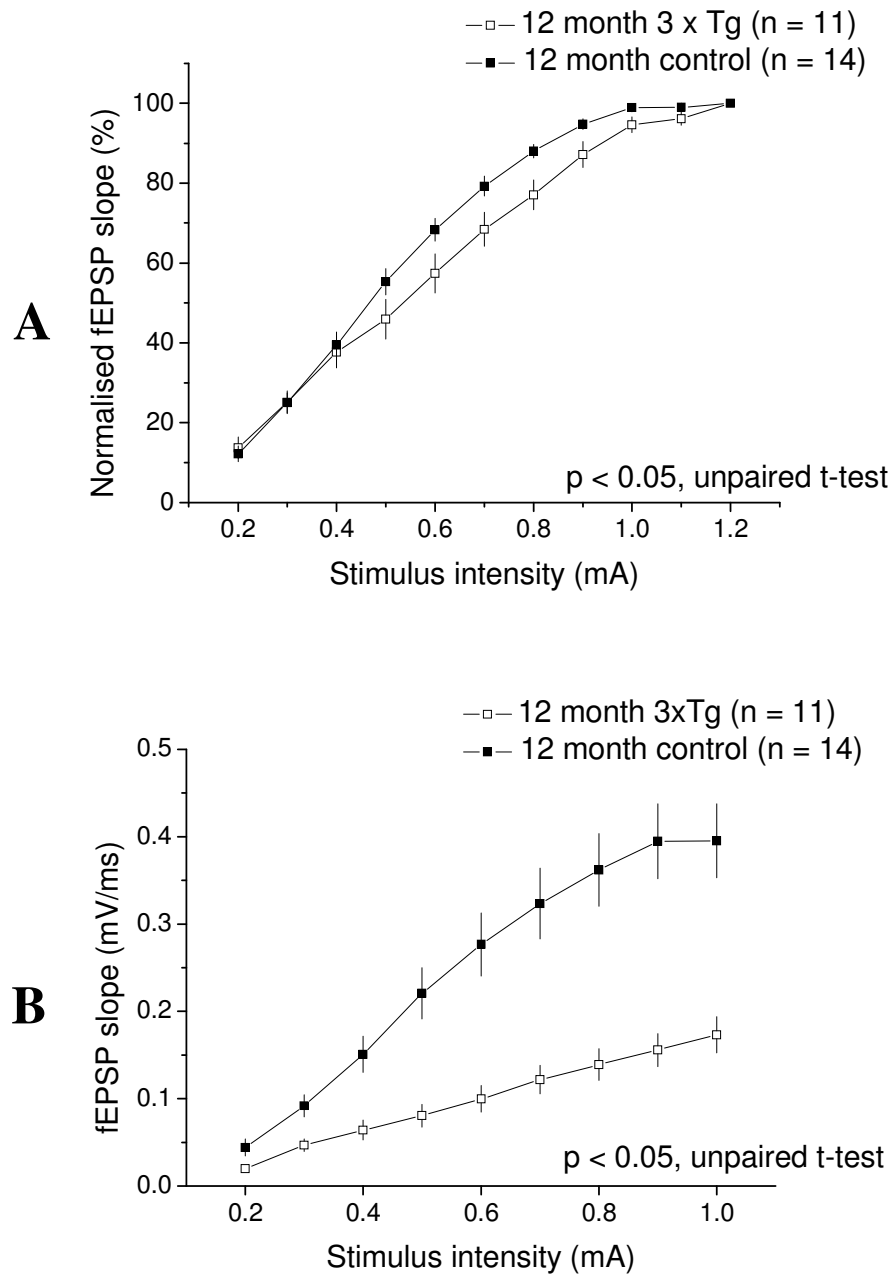 12 month 3 x Tg (n = 11)
12 month control (n = 14)
100
80
60
40
20
0
Normalised fEPSP slope (%)
A
p < 0.05, unpaired t-test
0.2 0.4 0.6 0.8 1.0 1.2
Stimulus intensity (mA)
12 month 3xTg (n = 11)
12 month control (n = 14)
0.5
0.4
0.3
0.2
0.1
0.0
fEPSP slope (mV/ms)
B
p < 0.05, unpaired t-test
0.2 0.4 0.6 0.8 1.0
Stimulus intensity (mA)